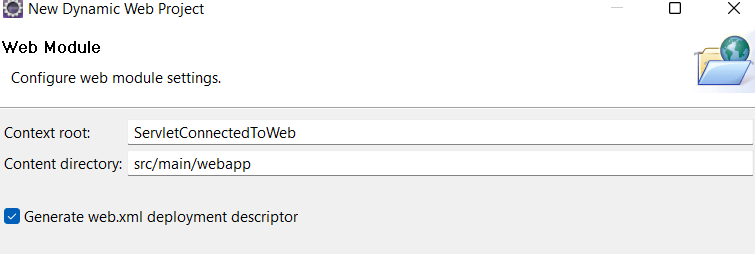 New Dynamic Web Project
Web Module
Configure web module settings.
Context root: ServletConnectedToWeb
Content directory: src/main/webapp
Generate web.xml deployment descriptor